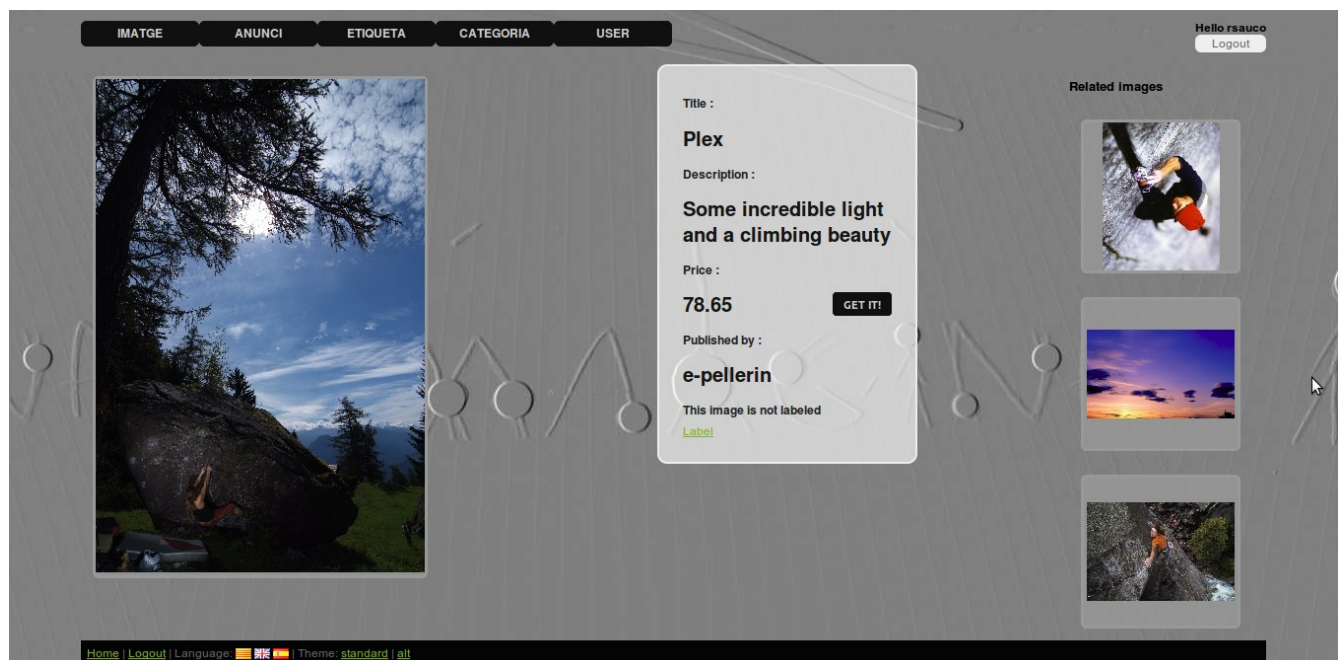 IMATGE ANUNCI ETIQUETA CATEGORIA USER
Hello rsauco
Logout
Title :
Plex
Description :
Some incredible light
and a climbing beauty
Price :
78.65 GET IT!
Published by :
e-pellerin
This image is not labeled
Label
Related images
Home | Logout | Language: | Theme: standard | alt